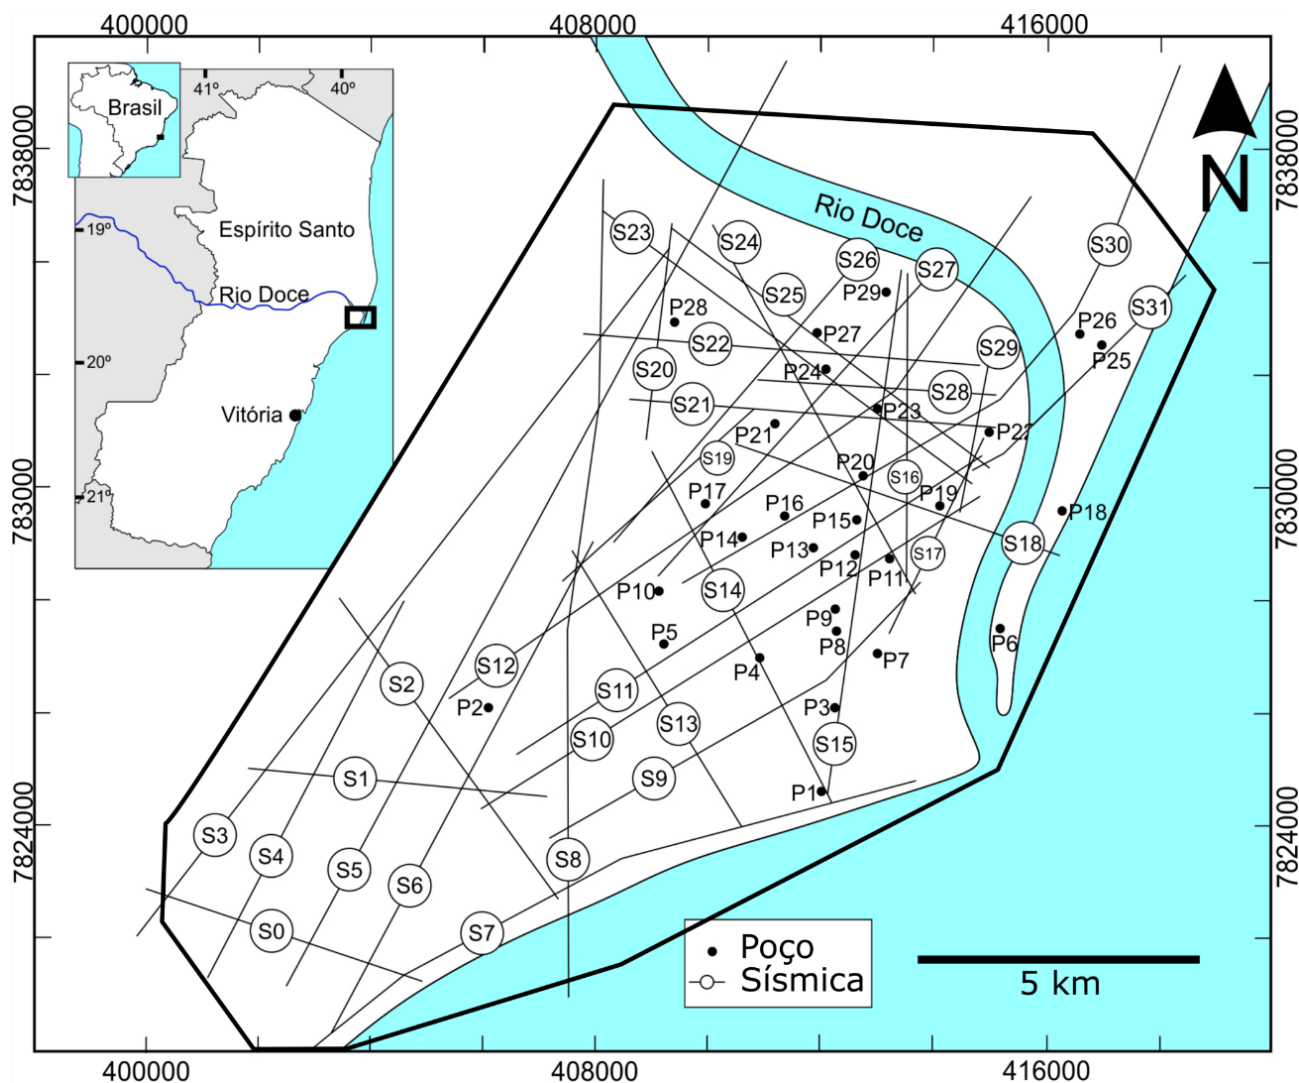 400000
408000
416000
7838000
7838000
41º
40º
Brasil
19º
Espírito Santo
Rio Doce
20º
Vitória
21º
Rio Doce
N
S23
S24
S26
S27
S30
S25
P29
S31
P28
P27
P26
S22
S29
P25
S20
P24
S28
S21
P23
P21
P22
7830000
7830000
S19
P20
S16
P17
P16
P19
P15
P18
P14
S18
P13
S17
P12
P11
P10
S14
P9
P5
P8
P6
P4
P7
S12
S2
S11
P2
P3
S13
S10
S15
S1
S9
P1
7824000
7824000
S3
S4
S8
S5
S6
S0
S7
Poço
Sísmica
5 km
400000
408000
416000